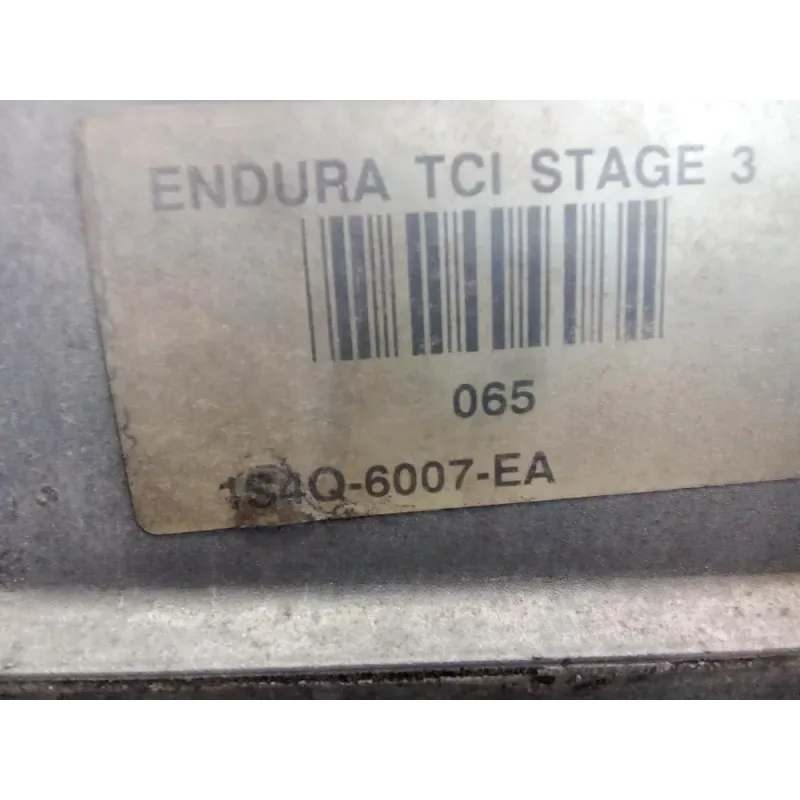 ENDURA TCI STAGE 3
065
1S4Q-6007-EA